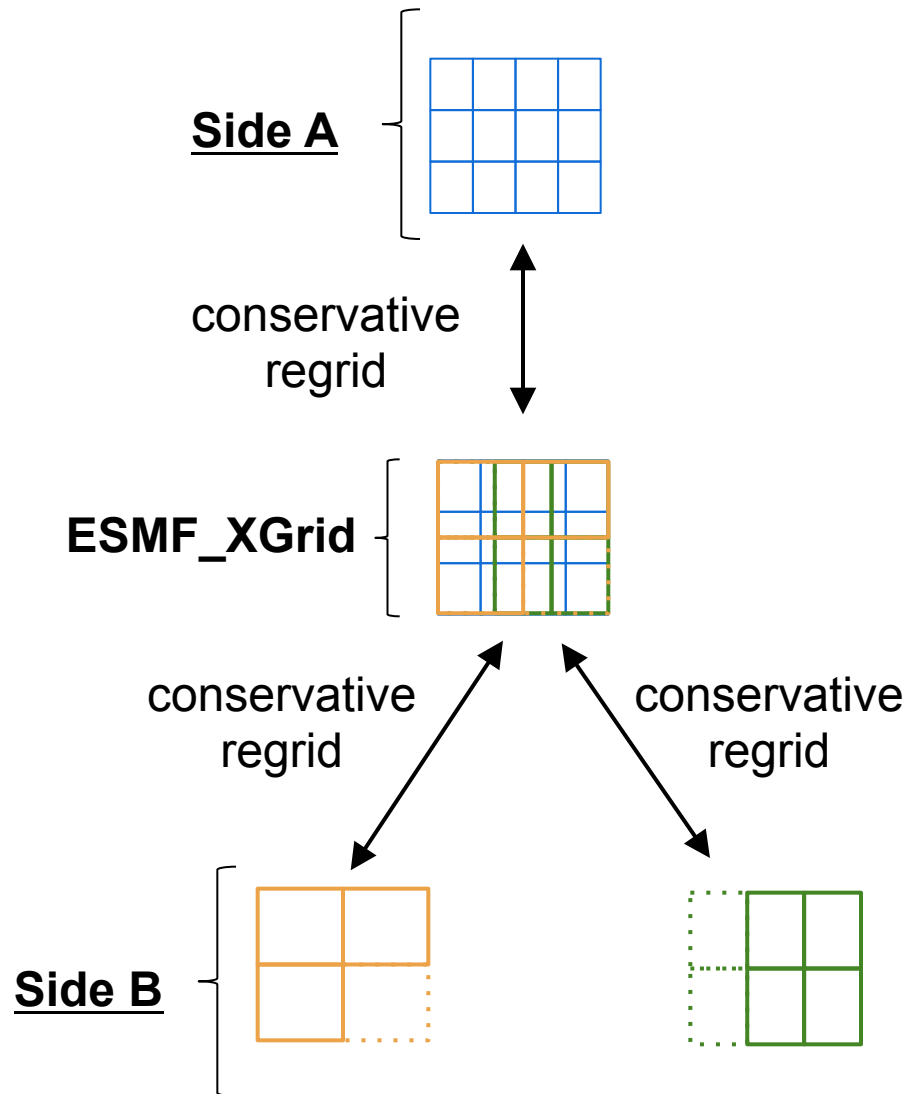 Side A
conservative
regrid
ESMF_XGrid
conservative
regrid
conservative
regrid
Side B